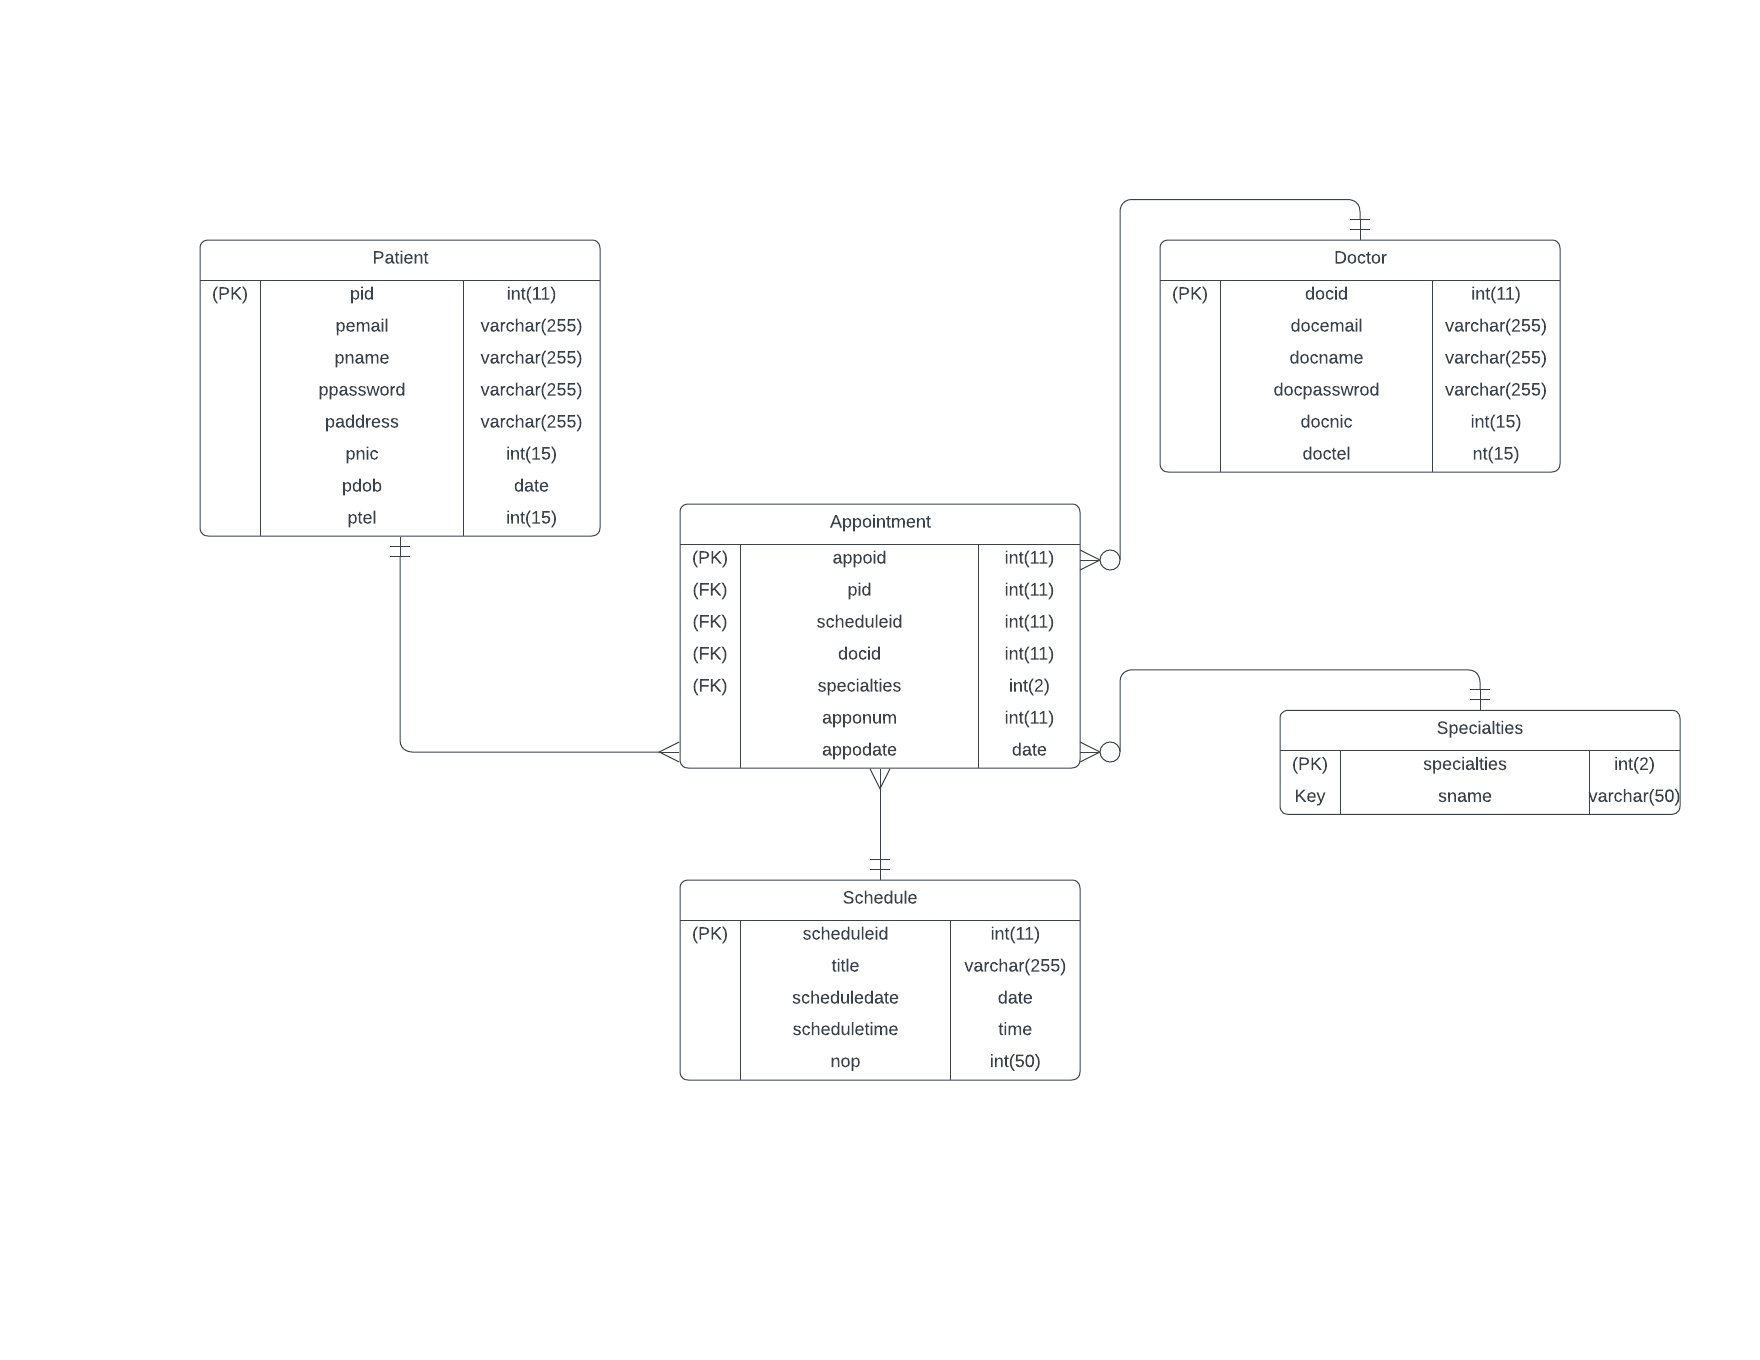 Patient
(PK) pid int(11)
pemail varchar(255)
pname varchar(255)
ppassword varchar(255)
paddress varchar(255)
pnic int(15)
pdob date
ptel int(15)
Doctor
(PK) docid int(11)
docemail varchar(255)
docname varchar(255)
docpasswrod varchar(255)
docnic int(15)
doctel nt(15)
Appointment
(PK) appoid int(11)
(FK) pid int(11)
(FK) scheduleid int(11)
(FK) docid int(11)
(FK) specialties int(2)
apponum int(11)
appodate date
Specialties
(PK) specialties int(2)
Key sname varchar(50)
Schedule
(PK) scheduleid int(11)
title varchar(255)
scheduledate date
scheduletime time
nop int(50)